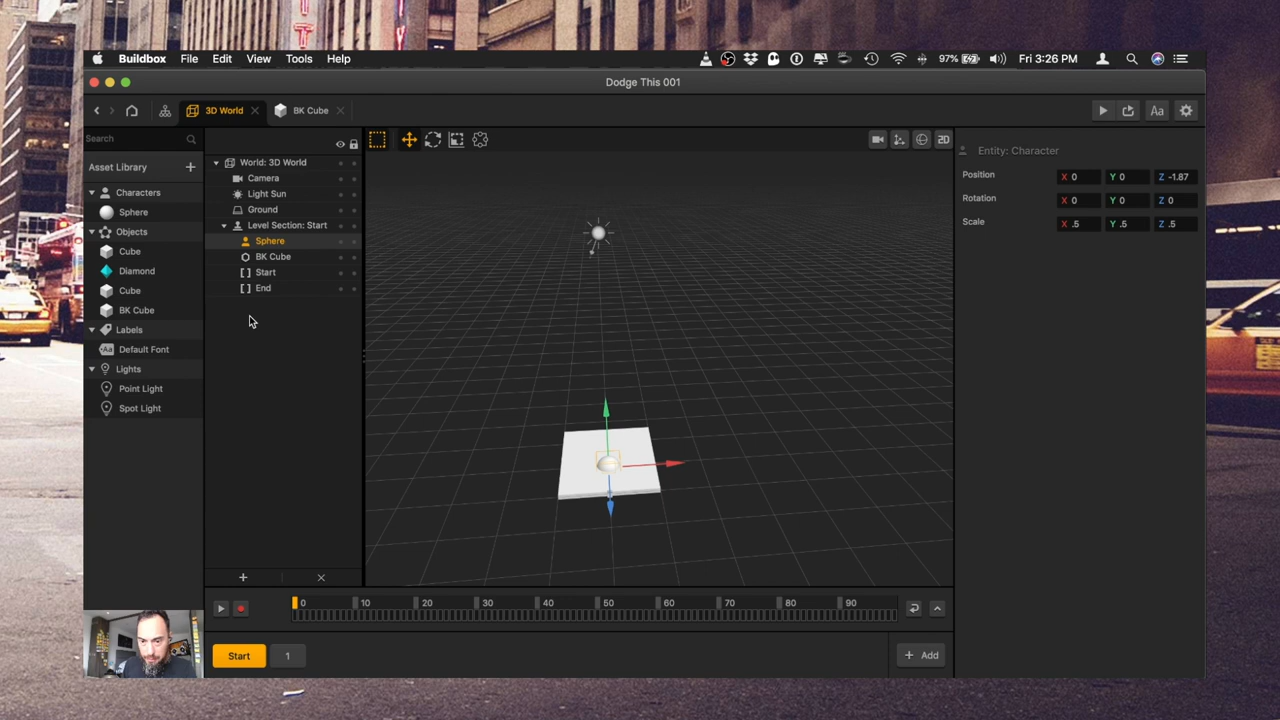 Buildbox File Edit View Tools Help
97% Fri 3:26 PM
Dodge This 001
3D World
BK Cube
Aa
Search
Asset Library
Characters
Sphere
Objects
Cube
Diamond
Cube
BK Cube
Labels
Aa Default Font
Lights
Point Light
Spot Light
World: 3D World
Camera
Light Sun
Ground
Level Section: Start
Sphere
BK Cube
Start
End
2D
Entity: Character
Position X 0 Y 0 Z -1.87
Rotation X 0 Y 0 Z 0
Scale X .5 Y .5 Z .5
0 10 20 30 40 50 60 70 80 90
Start 1
+ Add